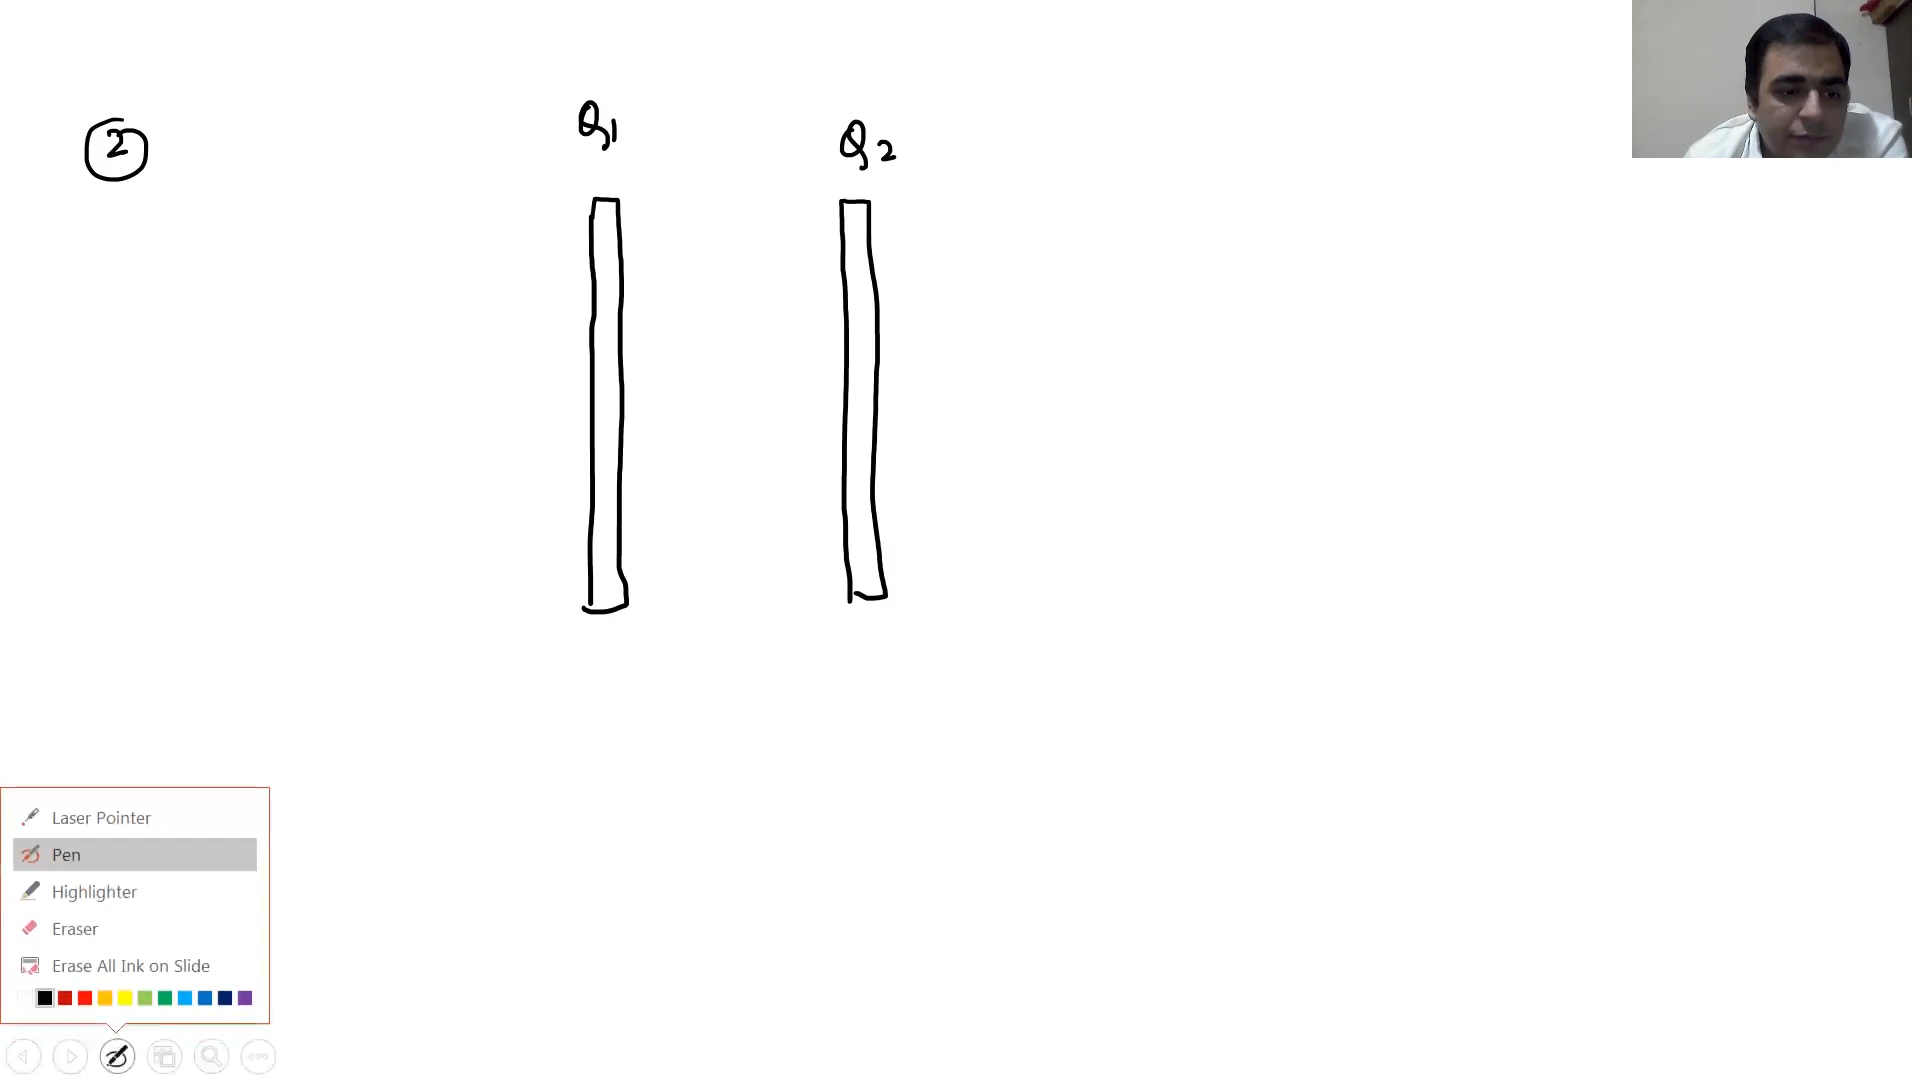 2
Q1
Q2
Laser Pointer
Pen
Highlighter
Eraser
Erase All Ink on Slide